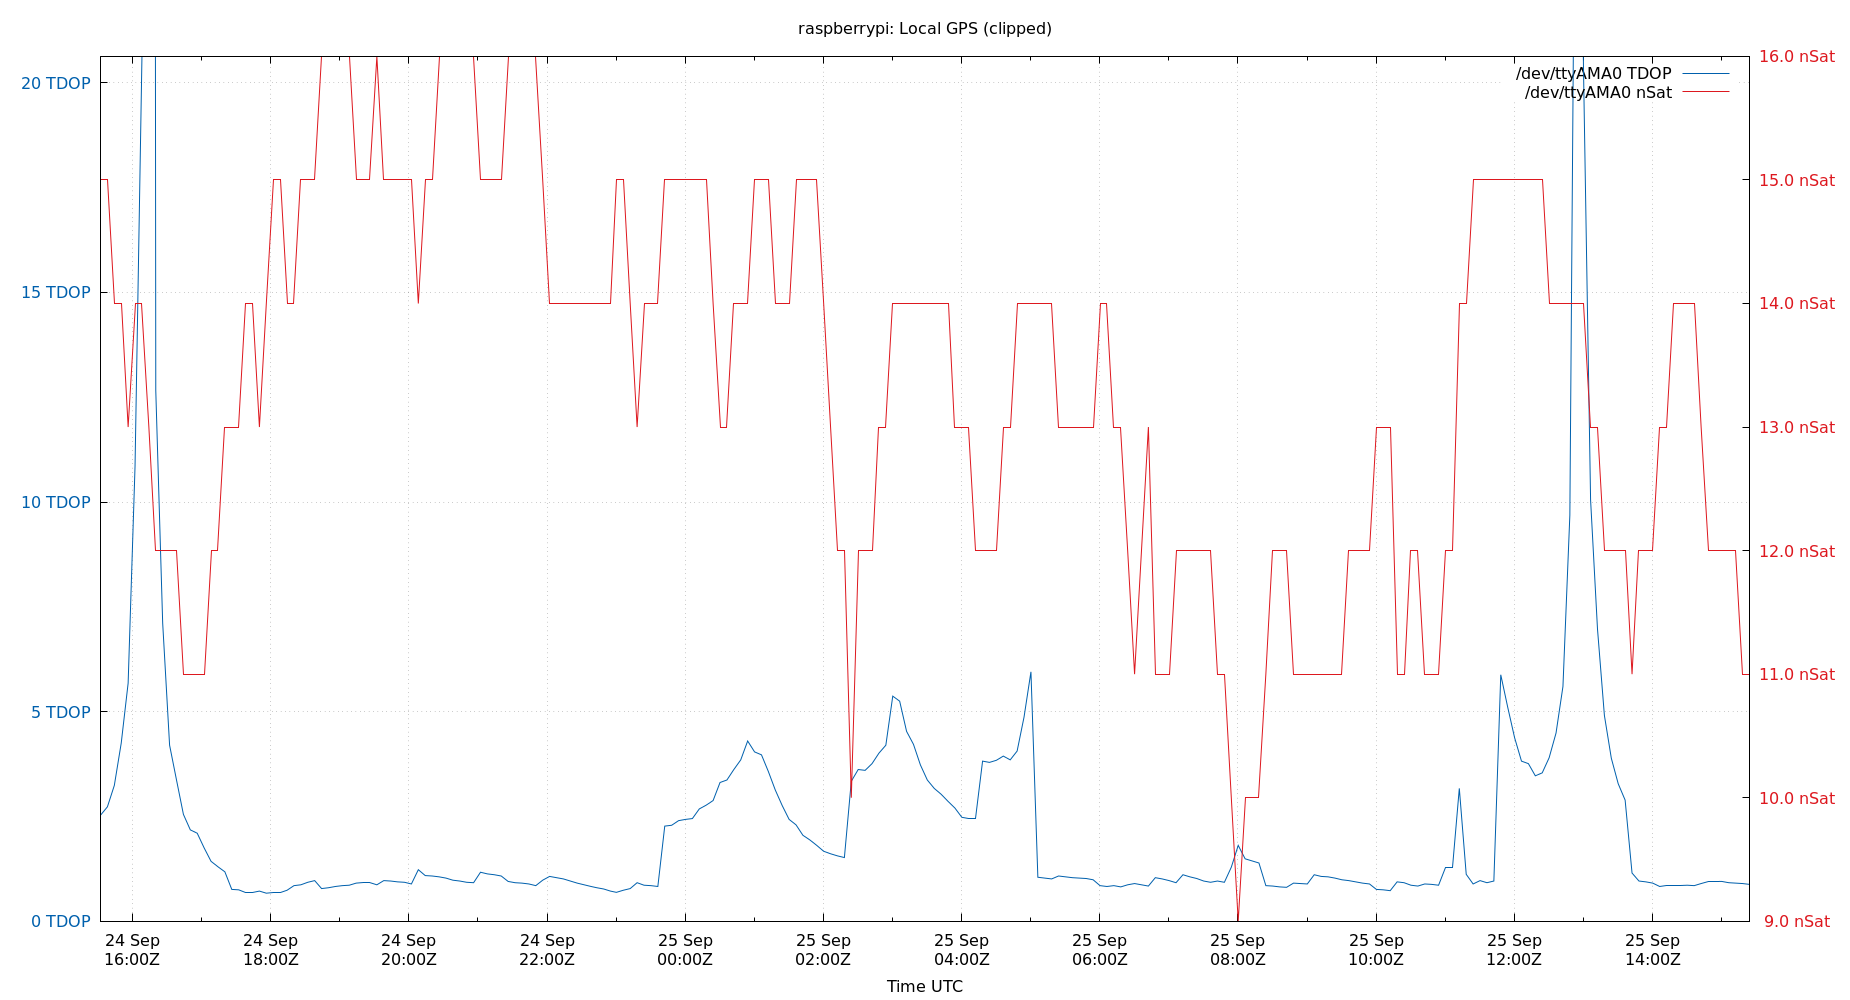 raspberrypi: Local GPS (clipped)
/dev/ttyAMA0 TDOP
/dev/ttyAMA0 nSat
20 TDOP
15 TDOP
10 TDOP
5 TDOP
0 TDOP
16.0 nSat
15.0 nSat
14.0 nSat
13.0 nSat
12.0 nSat
11.0 nSat
10.0 nSat
9.0 nSat
24 Sep
16:00Z
24 Sep
18:00Z
24 Sep
20:00Z
24 Sep
22:00Z
25 Sep
00:00Z
25 Sep
02:00Z
25 Sep
04:00Z
25 Sep
06:00Z
25 Sep
08:00Z
25 Sep
10:00Z
25 Sep
12:00Z
25 Sep
14:00Z
Time UTC